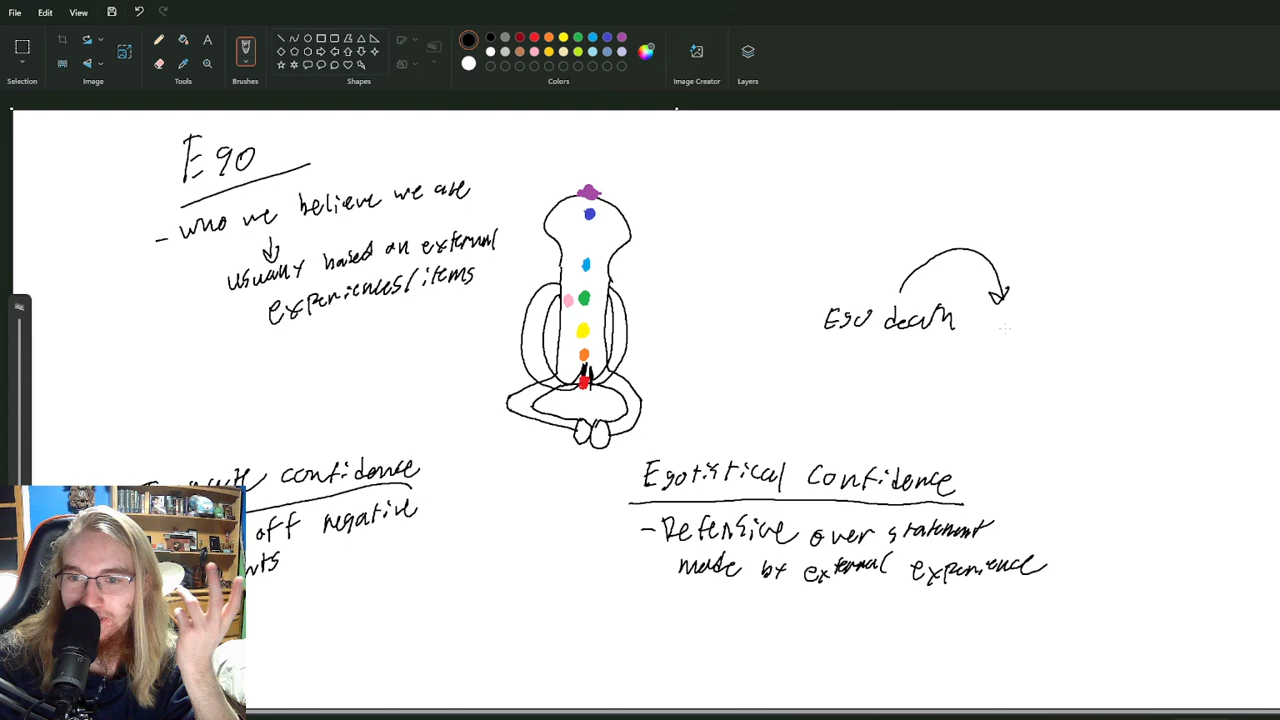 File Edit View
Selection Image Tools Brushes Shapes Colors Image Creator Layers
Ego
- who we believe we are
usually based on external
experiences/items
Ego death
confidence
off negative
Egotistical Confidence
- Defensive over statement
made by external experience